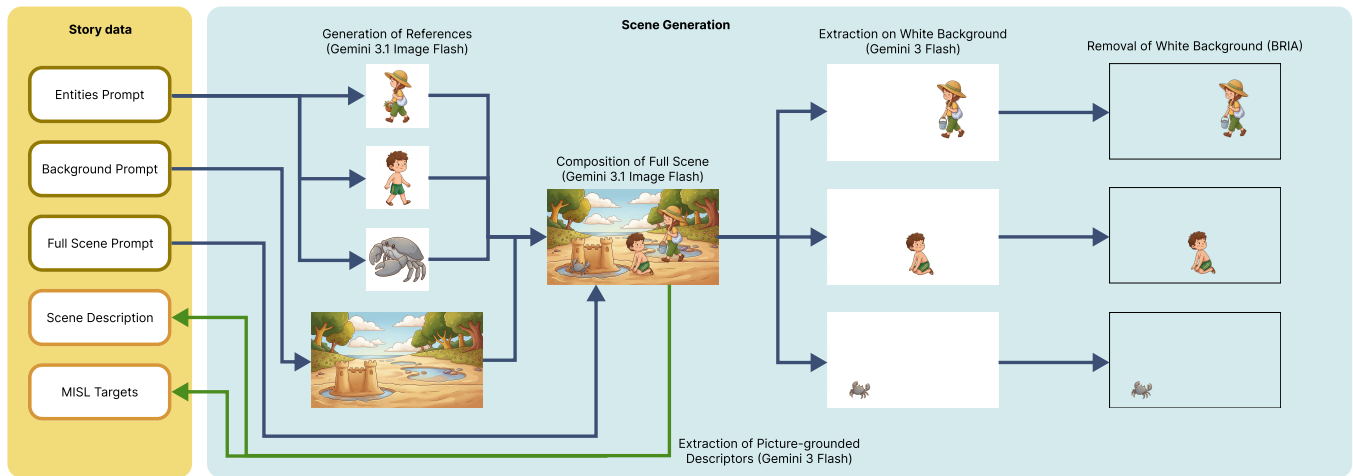 Story data
Entities Prompt
Background Prompt
Full Scene Prompt
Scene Description
MISL Targets
Scene Generation
Generation of References
(Gemini 3.1 Image Flash)
Composition of Full Scene
(Gemini 3.1 Image Flash)
Extraction on White Background
(Gemini 3 Flash)
Removal of White Background (BRIA)
Extraction of Picture-grounded
Descriptors (Gemini 3 Flash)